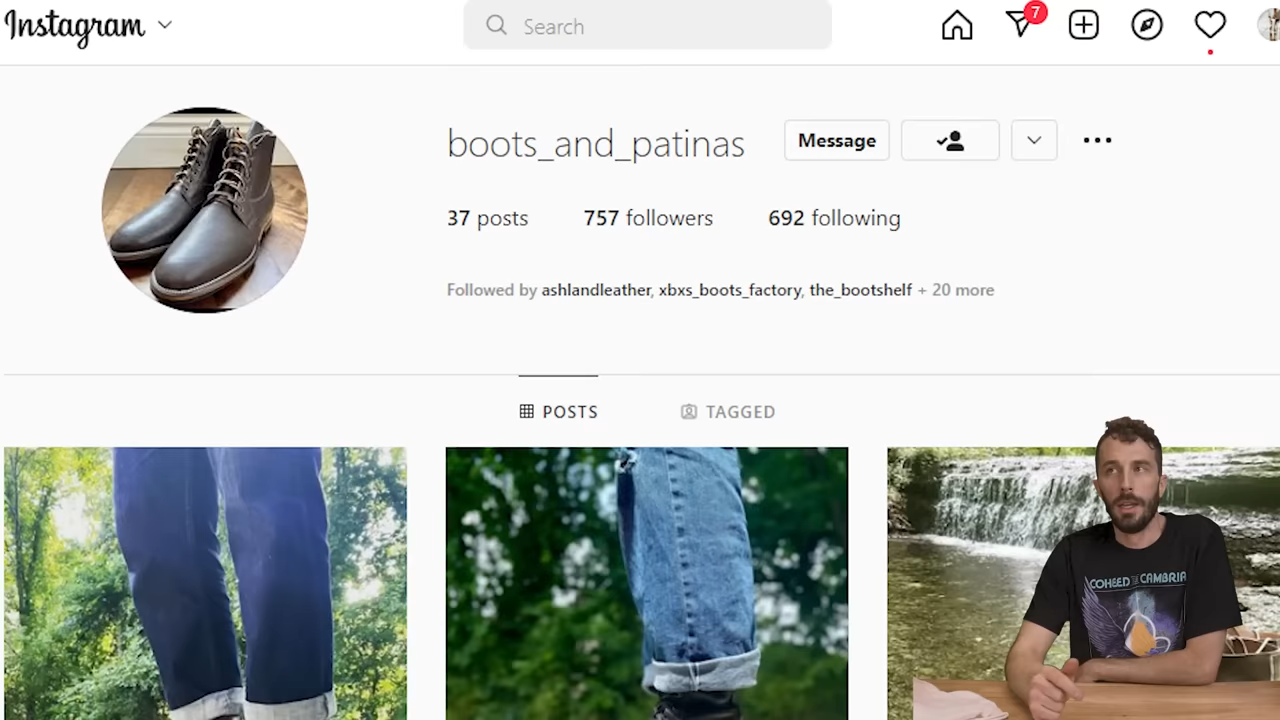 Instagram
Search
7
boots_and_patinas
Message
37 posts
757 followers
692 following
Followed by ashlandleather, xbxs_boots_factory, the_bootshelf + 20 more
POSTS
TAGGED
COHEED AND CAMBRIA